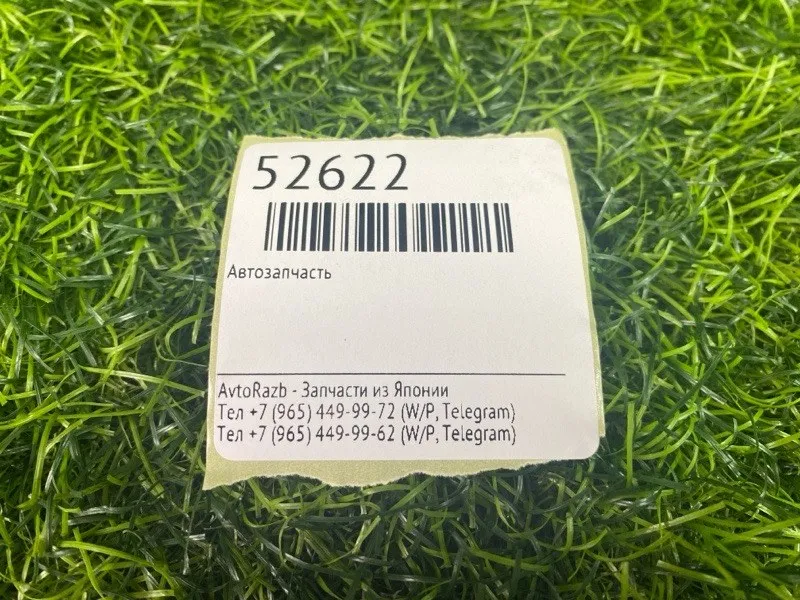 52622
Автозапчасть
AvtoRazb - Запчасти из Японии
Тел +7 (965) 449-99-72 (W/P, Telegram)
Тел +7 (965) 449-99-62 (W/P, Telegram)